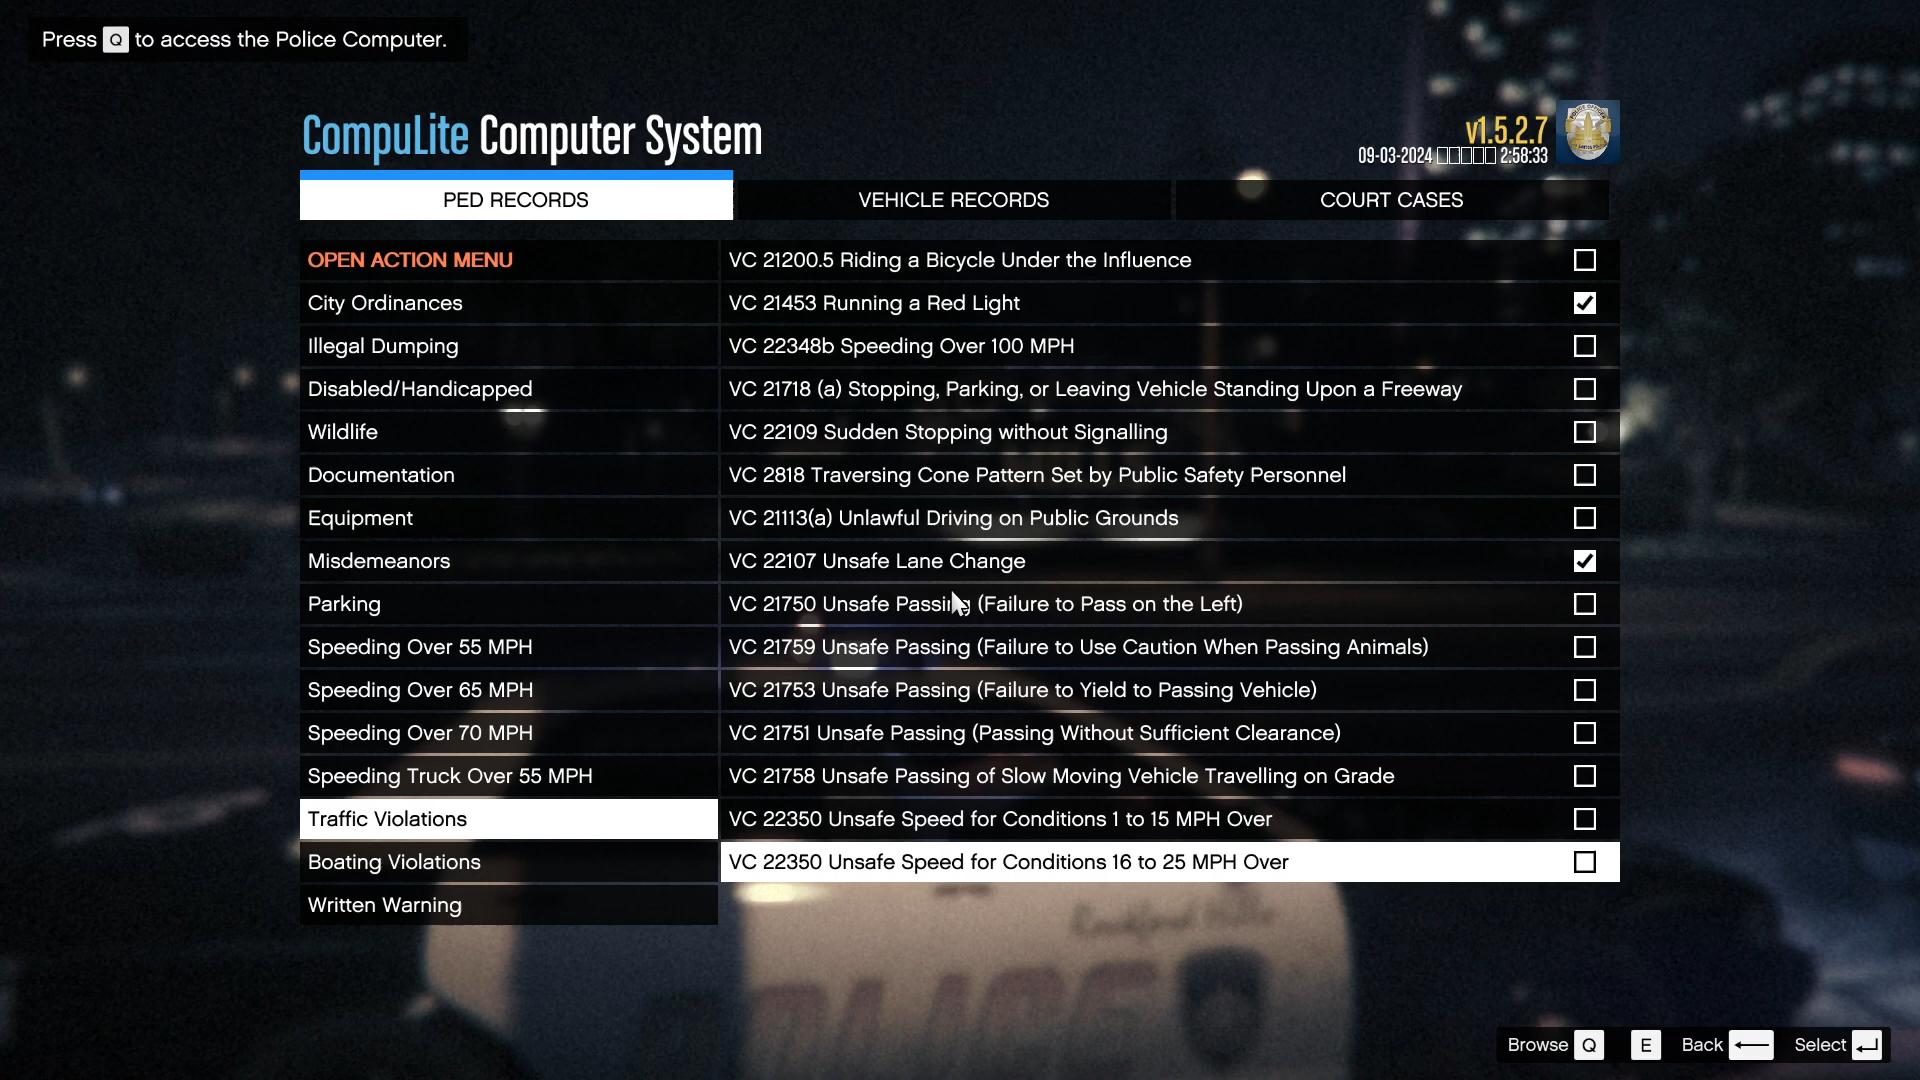 Press Q to access the Police Computer.
CompuLite Computer System
v1.5.2.7
09-03-2024 □□□□□ 2:58:33
PED RECORDS
VEHICLE RECORDS
COURT CASES
OPEN ACTION MENU
City Ordinances
Illegal Dumping
Disabled/Handicapped
Wildlife
Documentation
Equipment
Misdemeanors
Parking
Speeding Over 55 MPH
Speeding Over 65 MPH
Speeding Over 70 MPH
Speeding Truck Over 55 MPH
Traffic Violations
Boating Violations
Written Warning
VC 21200.5 Riding a Bicycle Under the Influence
VC 21453 Running a Red Light
VC 22348b Speeding Over 100 MPH
VC 21718 (a) Stopping, Parking, or Leaving Vehicle Standing Upon a Freeway
VC 22109 Sudden Stopping without Signalling
VC 2818 Traversing Cone Pattern Set by Public Safety Personnel
VC 21113(a) Unlawful Driving on Public Grounds
VC 22107 Unsafe Lane Change
VC 21750 Unsafe Passing (Failure to Pass on the Left)
VC 21759 Unsafe Passing (Failure to Use Caution When Passing Animals)
VC 21753 Unsafe Passing (Failure to Yield to Passing Vehicle)
VC 21751 Unsafe Passing (Passing Without Sufficient Clearance)
VC 21758 Unsafe Passing of Slow Moving Vehicle Travelling on Grade
VC 22350 Unsafe Speed for Conditions 1 to 15 MPH Over
VC 22350 Unsafe Speed for Conditions 16 to 25 MPH Over
POLICE
Browse Q E Back Select